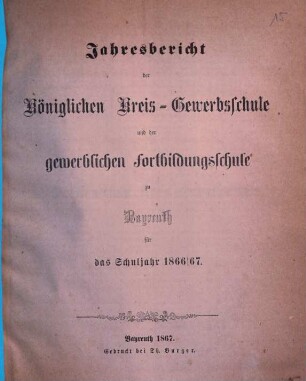 15
Jahresbericht
der
Königlichen Kreis-Gewerbsschule
und der
gewerblichen Fortbildungsschule
zu
Bayreuth
für
das Schuljahr 1866/67.
Bayreuth 1867.
Gedruckt bei Th. Burger.